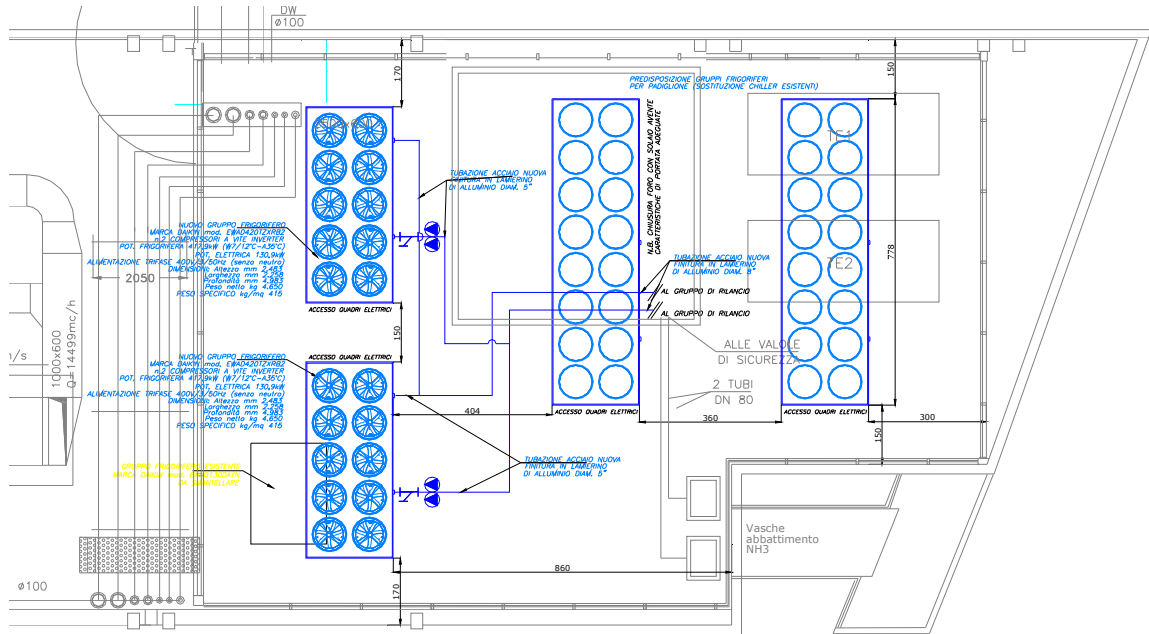 DW
ø100
170
150
PREDISPOSIZIONE GRUPPI FRIGORIFERI
PER PADIGLIONE (SOSTITUZIONE CHILLER ESISTENTI)
N.B. CHIUSURA FORO CON SOLAIO AVENTE
CARATTERISTICHE DI PORTATA ADEGUATE
TE1
TE2
778
TUBAZIONE ACCIAIO NUOVA
FINITURA IN LAMIERINO
DI ALLUMINIO DIAM. 5"
NUOVO GRUPPO FRIGORIFERO
MARCA DAIKIN mod. EWAD420TZXRB2
n.2 COMPRESSORI A VITE INVERTER
POT. FRIGORIFERA 417,9kW (W7/12°C-A35°C)
POT. ELETTRICA 130,9kW
ALIMENTAZIONE TRIFASE 400V/3/50Hz (senza neutro)
DIMENSIONI: Altezza mm 2.483
Larghezza mm 2.258
Profondità mm 4.983
Peso netto kg 4.650
PESO SPECIFICO kg/mq 415
2050
TUBAZIONE ACCIAIO NUOVA
FINITURA IN LAMIERINO
DI ALLUMINIO DIAM. 8"
AL GRUPPO DI RILANCIO
AL GRUPPO DI RILANCIO
ACCESSO QUADRI ELETTRICI
150
1000x600
Q=14499mc/h
/s
ALLE VALOLE
DI SICUREZZA
2 TUBI
DN 80
ACCESSO QUADRI ELETTRICI
NUOVO GRUPPO FRIGORIFERO
MARCA DAIKIN mod. EWAD420TZXRB2
n.2 COMPRESSORI A VITE INVERTER
POT. FRIGORIFERA 417,9kW (W7/12°C-A35°C)
POT. ELETTRICA 130,9kW
ALIMENTAZIONE TRIFASE 400V/3/50Hz (senza neutro)
DIMENSIONI: Altezza mm 2.483
Larghezza mm 2.258
Profondità mm 4.983
Peso netto kg 4.650
PESO SPECIFICO kg/mq 415
404
ACCESSO QUADRI ELETTRICI
360
ACCESSO QUADRI ELETTRICI
300
150
GRUPPO FRIGORIFERO ESISTENTE
TUBAZIONE ACCIAIO NUOVA
FINITURA IN LAMIERINO
DI ALLUMINIO DIAM. 5"
Vasche
abbattimento
NH3
860
170
ø100